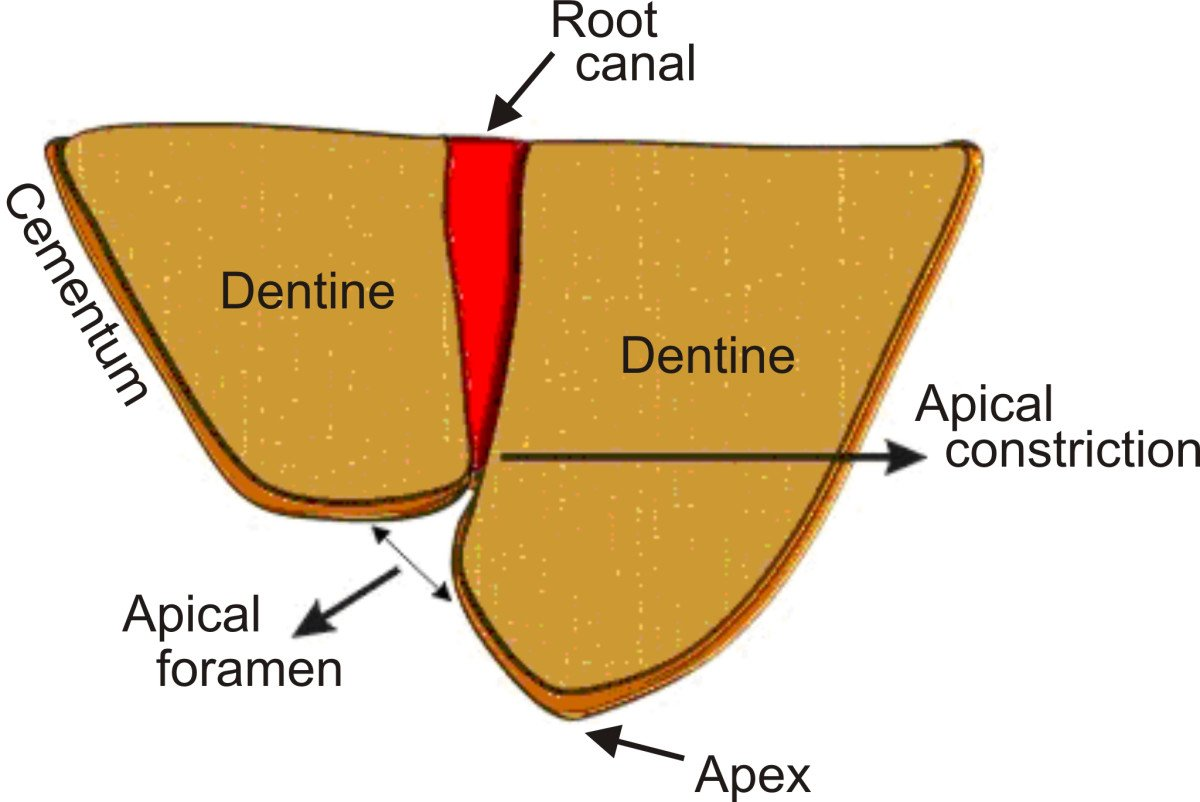 Root
canal
Cementum
Dentine
Dentine
Apical
constriction
Apical
foramen
Apex